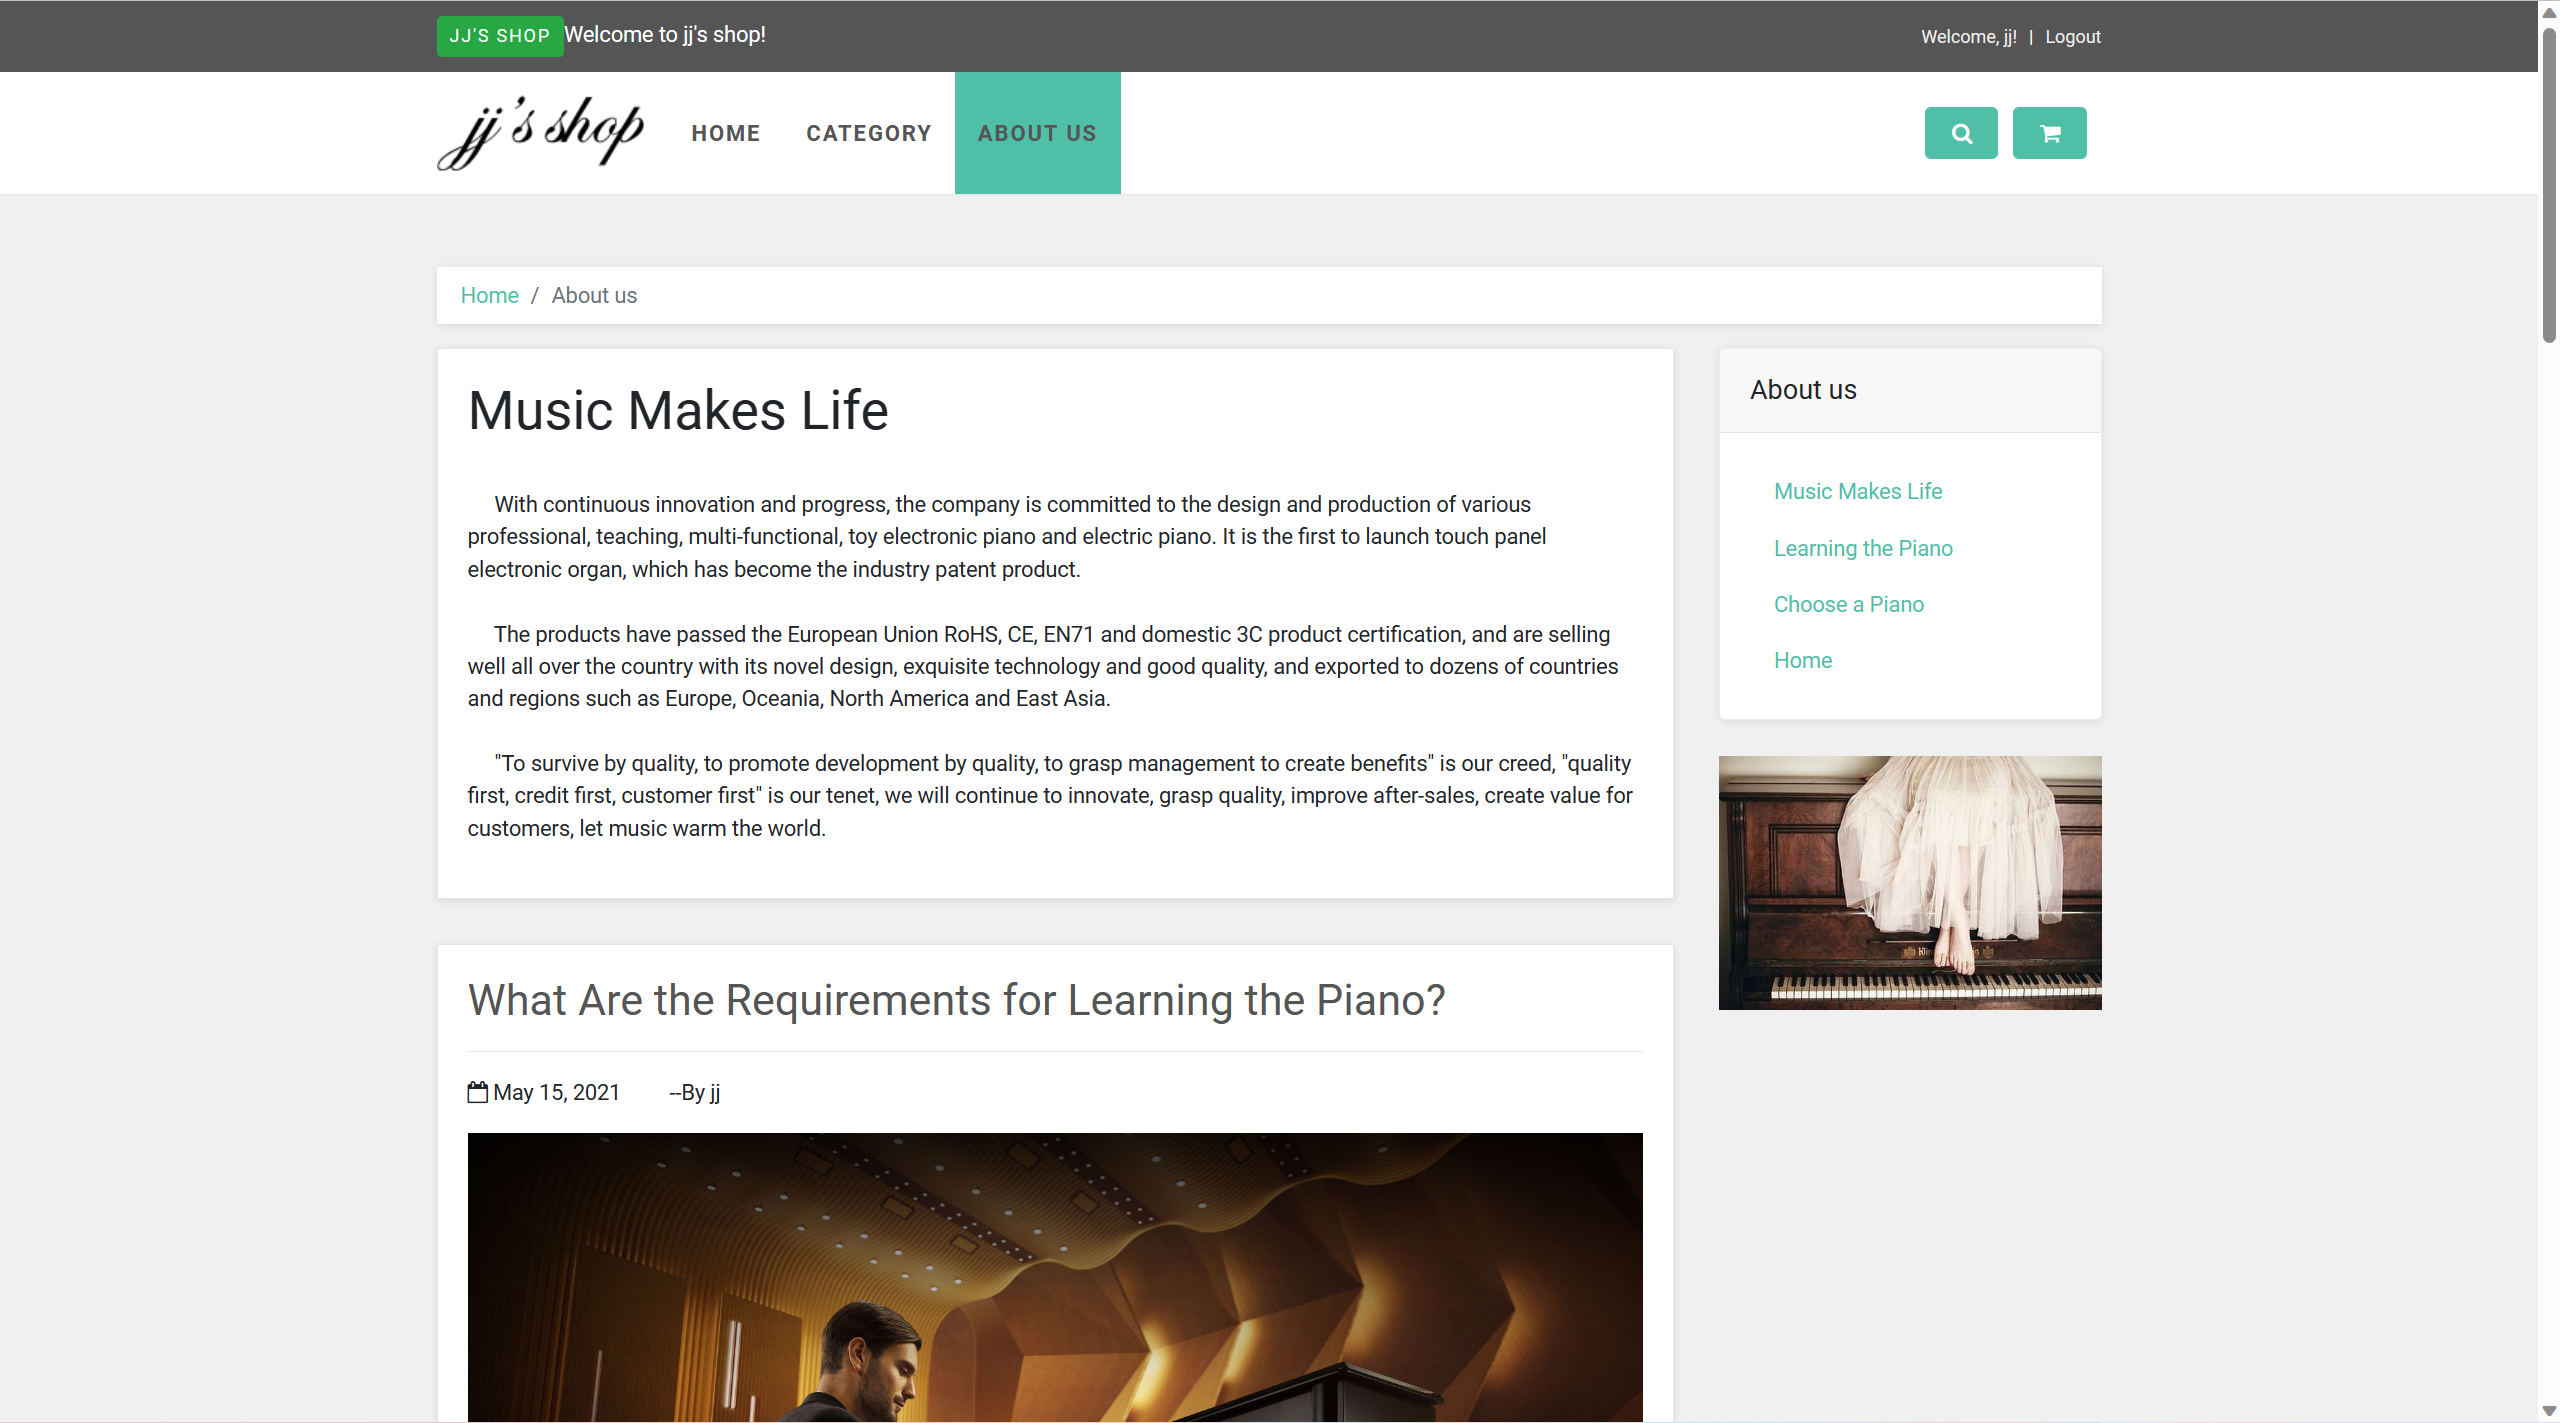 JJ'S SHOP Welcome to jj's shop!
Welcome, jj! | Logout
jj's shop
HOME CATEGORY ABOUT US
Home / About us
Music Makes Life
With continuous innovation and progress, the company is committed to the design and production of various
professional, teaching, multi-functional, toy electronic piano and electric piano. It is the first to launch touch panel
electronic organ, which has become the industry patent product.
The products have passed the European Union RoHS, CE, EN71 and domestic 3C product certification, and are selling
well all over the country with its novel design, exquisite technology and good quality, and exported to dozens of countries
and regions such as Europe, Oceania, North America and East Asia.
"To survive by quality, to promote development by quality, to grasp management to create benefits" is our creed, "quality
first, credit first, customer first" is our tenet, we will continue to innovate, grasp quality, improve after-sales, create value for
customers, let music warm the world.
What Are the Requirements for Learning the Piano?
May 15, 2021 --By jj
About us
Music Makes Life
Learning the Piano
Choose a Piano
Home